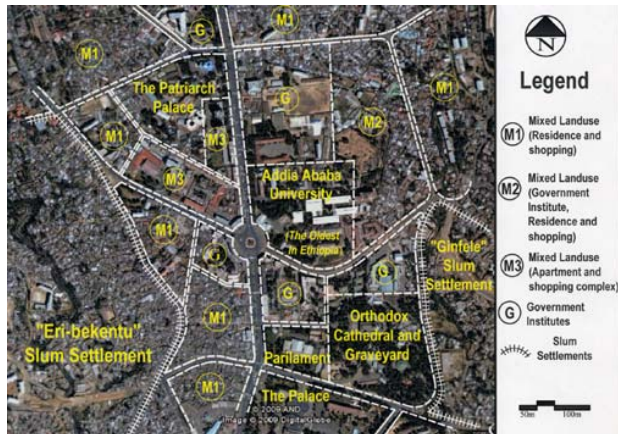 M1
G
M1
M1
The Patriarch
Palace
G
M2
M1
M1
M3
M3
Addis Ababa
University
(The Oldest
in Ethiopia)
M1
G
G
G
"Ginfele"
Slum
Settlement
M1
"Eri-bekentu"
Slum Settlement
Orthodox
Cathedral and
Graveyard
Parilament
M1
The Palace
© 2009 AND
Image © 2009 DigitalGlobe
N
Legend
M1 Mixed Landuse
(Residence and
shopping)
M2 Mixed Landuse
(Government
Institute,
Residence and
shopping)
M3 Mixed Landuse
(Apartment and
shopping complex)
G Government
Institutes
Slum
Settlements
50m 100m